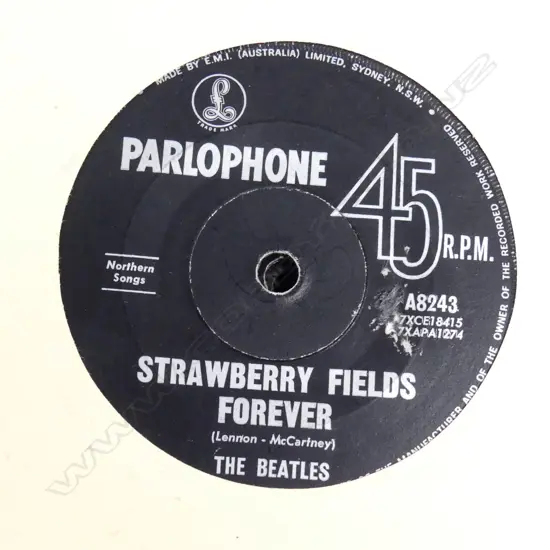 MADE BY E.M.I. (AUSTRALIA) LIMITED, SYDNEY, N.S.W. •
MANUFACTURER AND OF THE OWNER OF THE RECORDED WORK RESERVED
£
TRADE MARK
PARLOPHONE
45 R.P.M.
Northern
Songs
A8243
7XCE18415
7XAPA1274
STRAWBERRY FIELDS
FOREVER
(Lennon - McCartney)
THE BEATLES